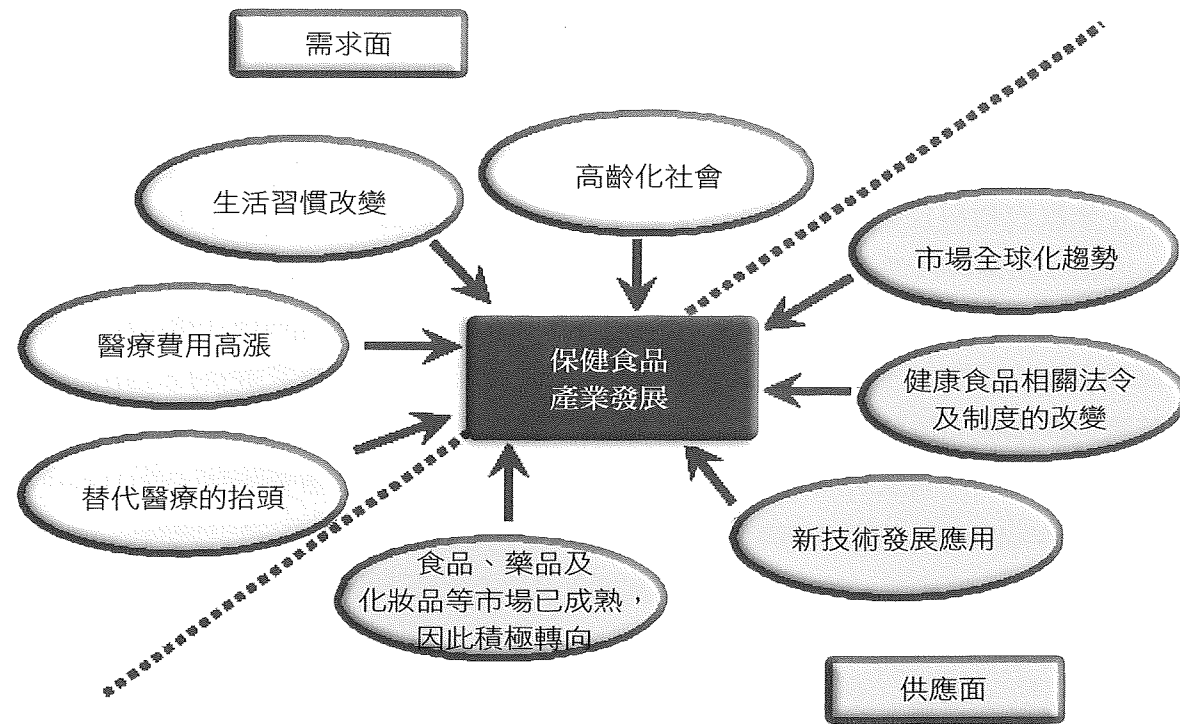 需求面
高齡化社會
生活習慣改變
市場全球化趨勢
醫療費用高漲
保健食品
產業發展
健康食品相關法令
及制度的改變
替代醫療的抬頭
新技術發展應用
食品、藥品及
化妝品等市場已成熟，
因此積極轉向
供應面